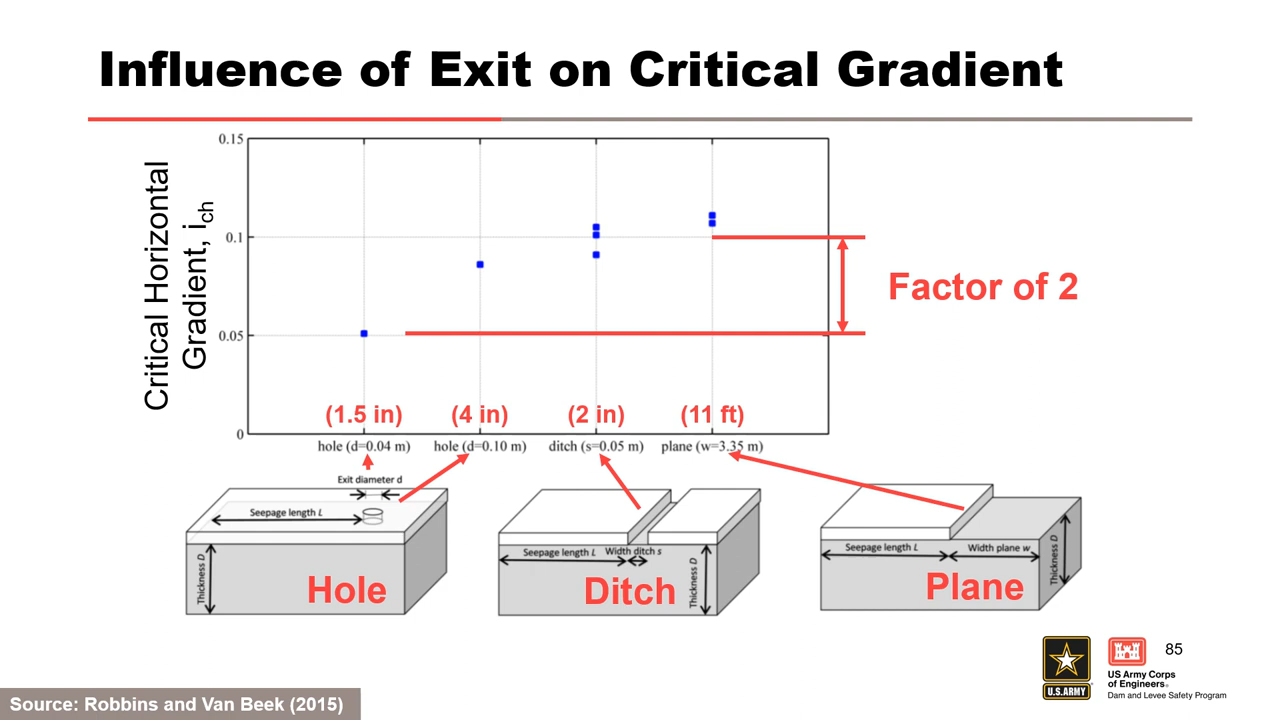 Influence of Exit on Critical Gradient
Critical Horizontal
Gradient, ich
0.15
0.1
0.05
0
Factor of 2
(1.5 in) (4 in) (2 in) (11 ft)
hole (d=0.04 m) hole (d=0.10 m) ditch (s=0.05 m) plane (w=3.35 m)
Exit diameter d
Seepage length L
Thickness D
Hole
Seepage length L Width ditch s
Thickness D
Ditch
Seepage length L Width plane w
Thickness D
Plane
U.S.ARMY
US Army Corps
of Engineers®
Dam and Levee Safety Program
85
Source: Robbins and Van Beek (2015)